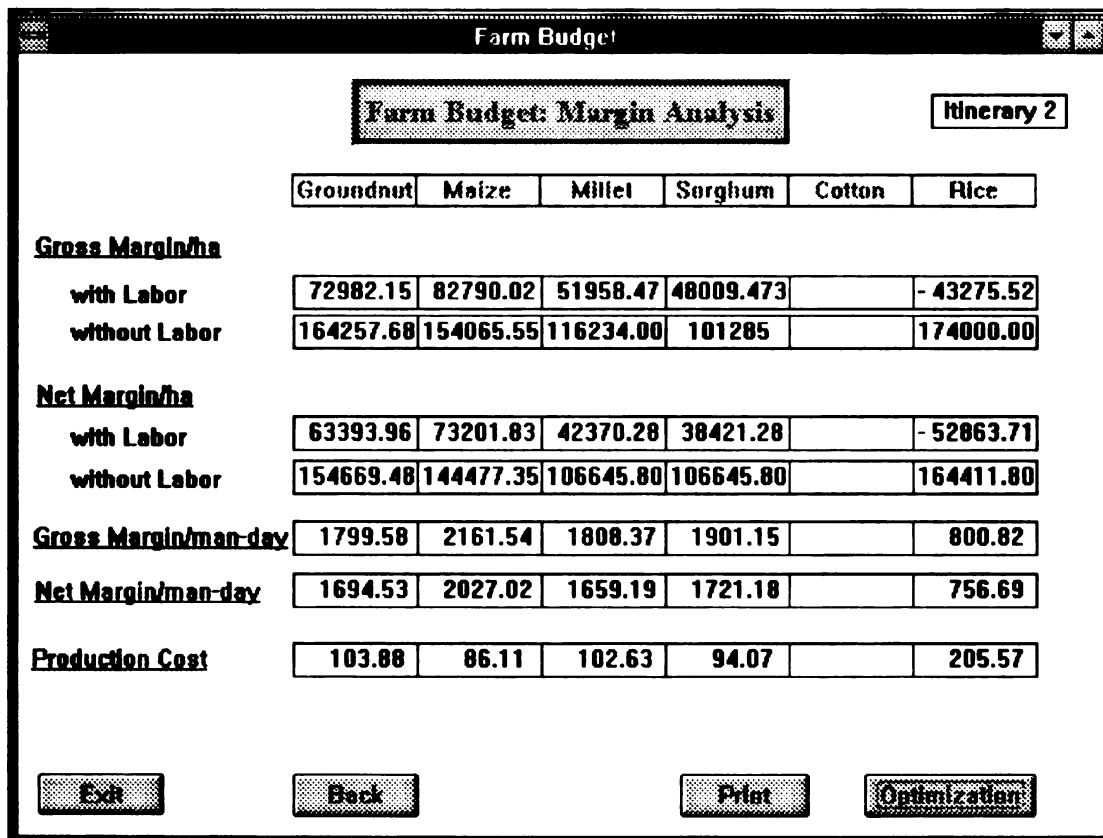 Farm Budget
Farm Budget: Margin Analysis
Itinerary 2
Groundnut Maize Millet Sorghum Cotton Rice
Gross Margin/ha
with Labor 72982.15 82790.02 51958.47 48009.473 - 43275.52
without Labor 164257.68 154065.55 116234.00 101285 174000.00
Net Margin/ha
with Labor 63393.96 73201.83 42370.28 38421.28 - 52863.71
without Labor 154669.48 144477.35 106645.80 106645.80 164411.80
Gross Margin/man-day 1799.58 2161.54 1808.37 1901.15 800.82
Net Margin/man-day 1694.53 2027.02 1659.19 1721.18 756.69
Production Cost 103.88 86.11 102.63 94.07 205.57
Exit Back Print Optimization